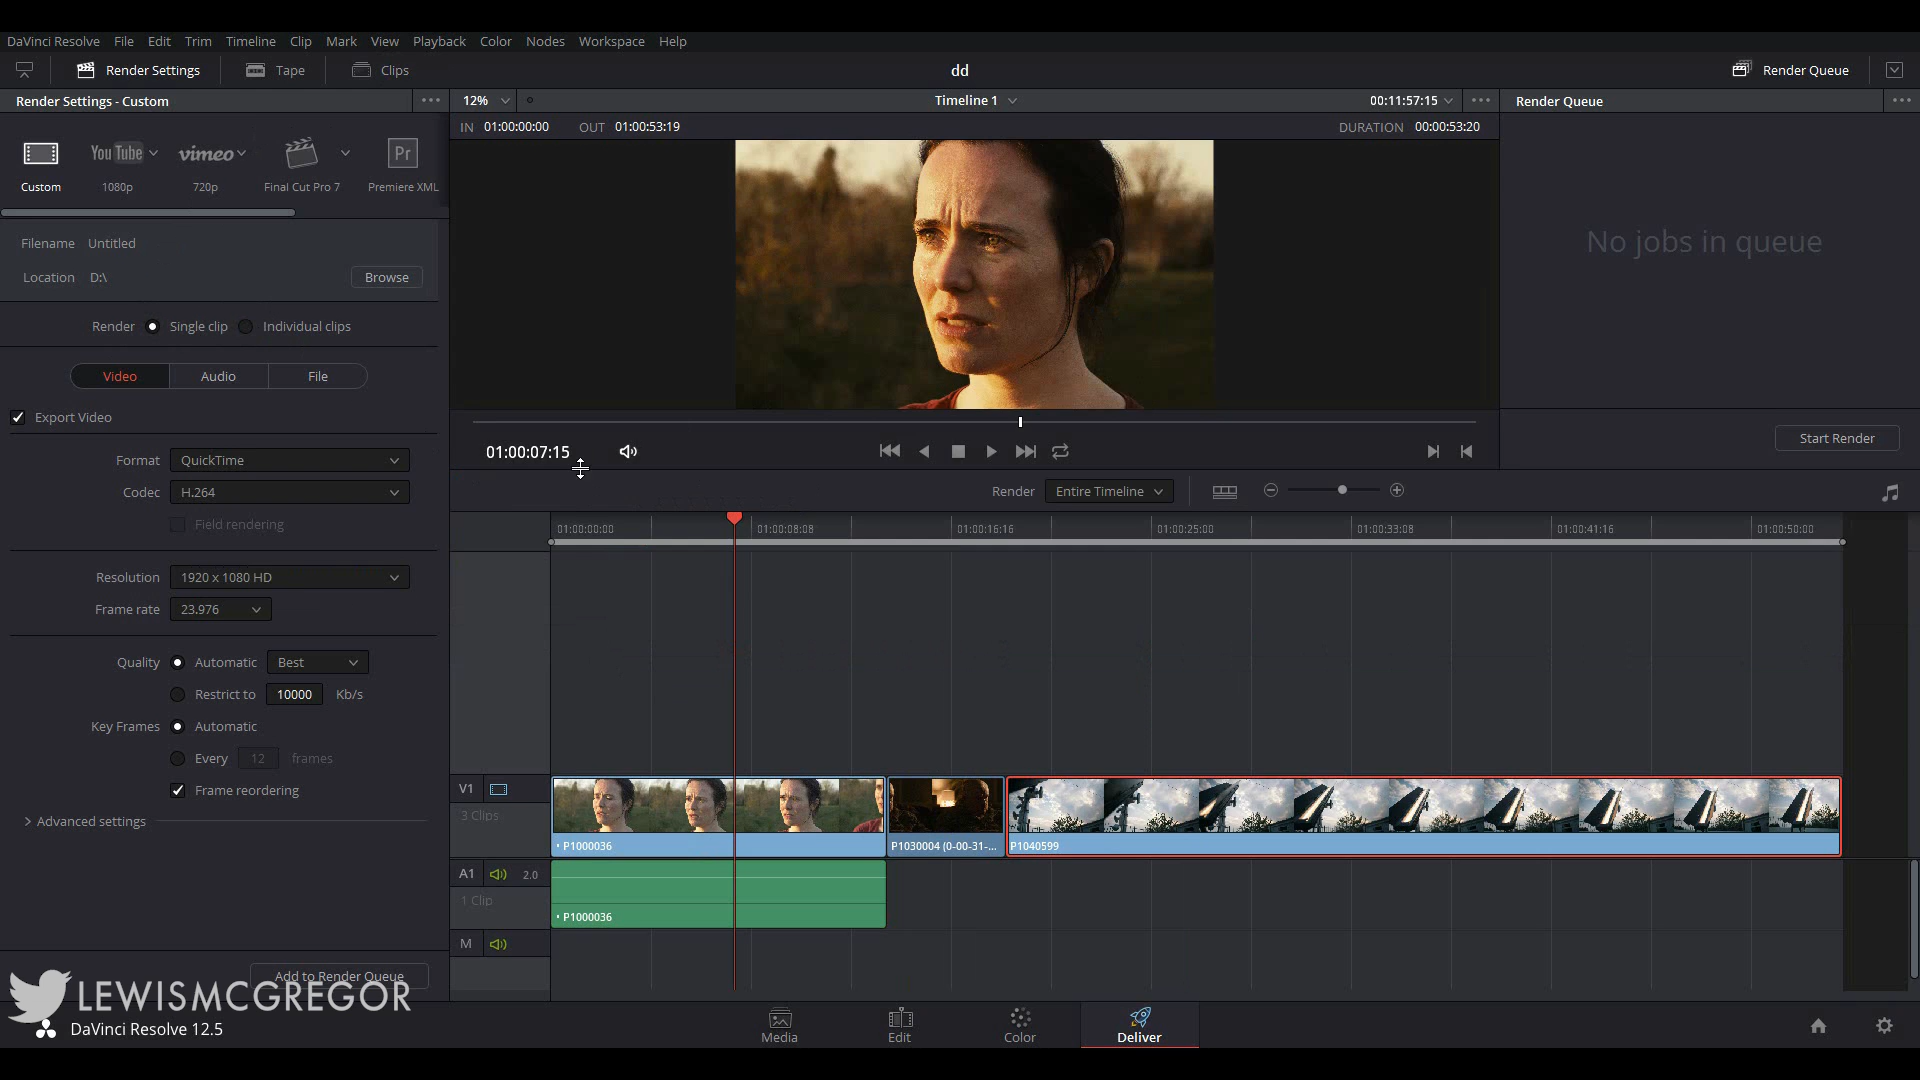 DaVinci Resolve File Edit Trim Timeline Clip Mark View Playback Color Nodes Workspace Help
Render Settings Tape Clips dd Render Queue
Render Settings - Custom 12% Timeline 1 00:11:57:15 Render Queue
IN 01:00:00:00 OUT 01:00:53:19 DURATION 00:00:53:20
YouTube vimeo Pr
Custom 1080p 720p Final Cut Pro 7 Premiere XML
Filename Untitled
No jobs in queue
Location D:\ Browse
Render Single clip Individual clips
Video Audio File
Export Video
Start Render
01:00:07:15
Format QuickTime
Codec H.264
Render Entire Timeline
Field rendering
01:00:00:00 01:00:08:08 01:00:16:16 01:00:25:00 01:00:33:08 01:00:41:16 01:00:50:00
Resolution 1920 x 1080 HD
Frame rate 23.976
Quality Automatic Best
Restrict to 10000 Kb/s
Key Frames Automatic
Every 12 frames
Frame reordering
Advanced settings
V1
3 Clips
P1000036 P1030004 (0-00-31-... P1040599
A1 2.0
1 Clip
P1000036
M
Add to Render Queue
LEWISMCGREGOR
DaVinci Resolve 12.5
Media Edit Color Deliver